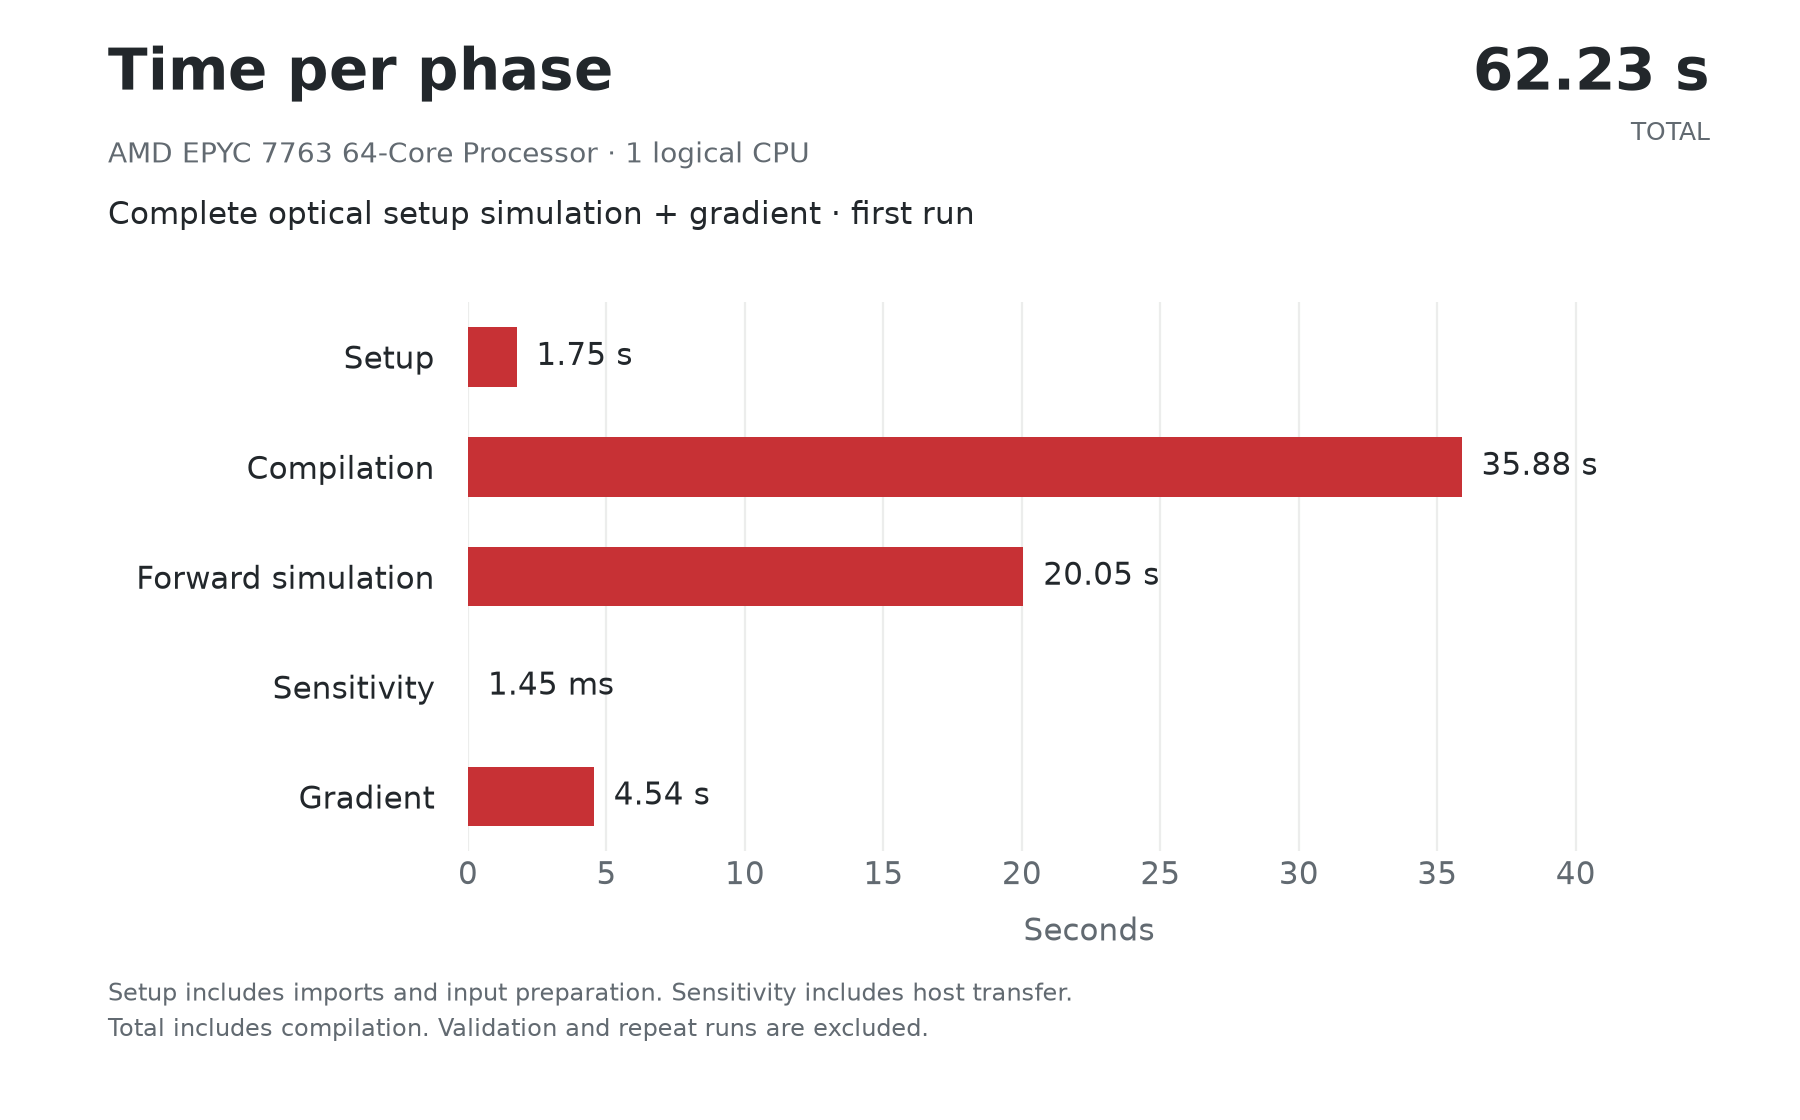 Time per phase
62.23 s
TOTAL
AMD EPYC 7763 64-Core Processor · 1 logical CPU
Complete optical setup simulation + gradient · first run
Setup
1.75 s
Compilation
35.88 s
Forward simulation
20.05 s
Sensitivity
1.45 ms
Gradient
4.54 s
0 5 10 15 20 25 30 35 40
Seconds
Setup includes imports and input preparation. Sensitivity includes host transfer.
Total includes compilation. Validation and repeat runs are excluded.